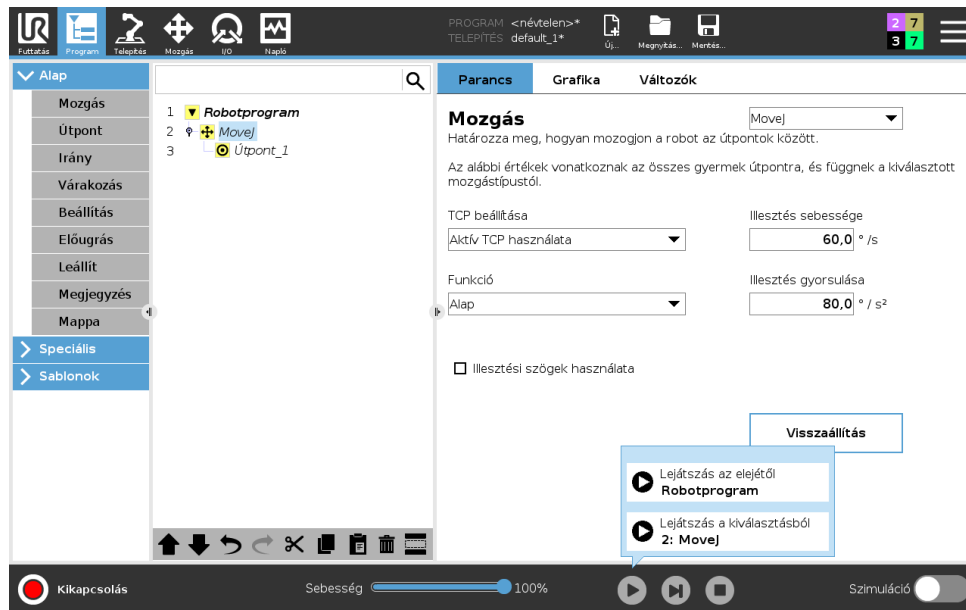 UR
PROGRAM <névtelen>*
TELEPÍTÉS default_1*
Futtatás Program Telepítés Mozgás I/O Napló
Új... Megnyitás... Mentés...
2 7
3 7
Alap
Mozgás
Útpont
Irány
Várakozás
Beállítás
Előugrás
Leállít
Megjegyzés
Mappa
Speciális
Sablonok
1 Robotprogram
2 MoveJ
3 Útpont_1
Parancs Grafika Változók
Mozgás
MoveJ
Határozza meg, hogyan mozogjon a robot az útpontok között.
Az alábbi értékek vonatkoznak az összes gyermek útpontra, és függnek a kiválasztott
mozgástípustól.
TCP beállítása Illesztés sebessége
Aktív TCP használata 60,0 ° /s
Funkció Illesztés gyorsulása
Alap 80,0 ° / s²
Illesztési szögek használata
Visszaállítás
Lejátszás az elejétől
Robotprogram
Lejátszás a kiválasztásból
2: MoveJ
Kikapcsolás Sebesség 100% Szimuláció